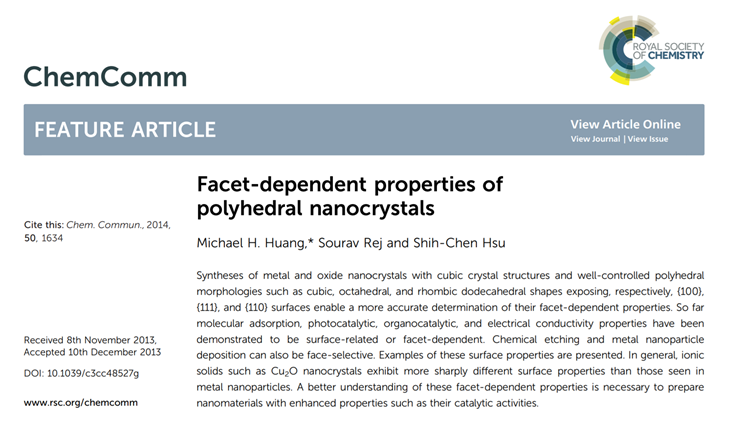 ROYAL SOCIETY
OF CHEMISTRY
ChemComm
FEATURE ARTICLE
View Article Online
View Journal | View Issue
Facet-dependent properties of
polyhedral nanocrystals
Cite this: Chem. Commun., 2014,
50, 1634
Michael H. Huang,* Sourav Rej and Shih-Chen Hsu
Syntheses of metal and oxide nanocrystals with cubic crystal structures and well-controlled polyhedral
morphologies such as cubic, octahedral, and rhombic dodecahedral shapes exposing, respectively, {100},
{111}, and {110} surfaces enable a more accurate determination of their facet-dependent properties. So far
molecular adsorption, photocatalytic, organocatalytic, and electrical conductivity properties have been
demonstrated to be surface-related or facet-dependent. Chemical etching and metal nanoparticle
deposition can also be face-selective. Examples of these surface properties are presented. In general, ionic
solids such as Cu₂O nanocrystals exhibit more sharply different surface properties than those seen in
metal nanoparticles. A better understanding of these facet-dependent properties is necessary to prepare
nanomaterials with enhanced properties such as their catalytic activities.
Received 8th November 2013,
Accepted 10th December 2013
DOI: 10.1039/c3cc48527g
www.rsc.org/chemcomm